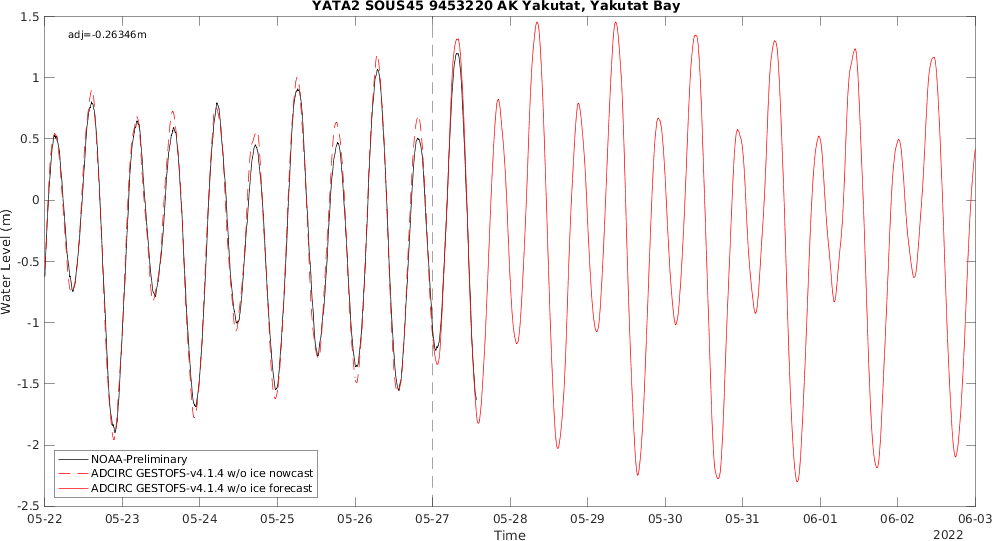 YATA2 SOUS45 9453220 AK Yakutat, Yakutat Bay
adj=-0.26346m
1.5
1
0.5
0
-0.5
-1
-1.5
-2
-2.5
Water Level (m)
NOAA-Preliminary
ADCIRC GESTOFS-v4.1.4 w/o ice nowcast
ADCIRC GESTOFS-v4.1.4 w/o ice forecast
05-22 05-23 05-24 05-25 05-26 05-27 05-28 05-29 05-30 05-31 06-01 06-02 06-03
Time
2022